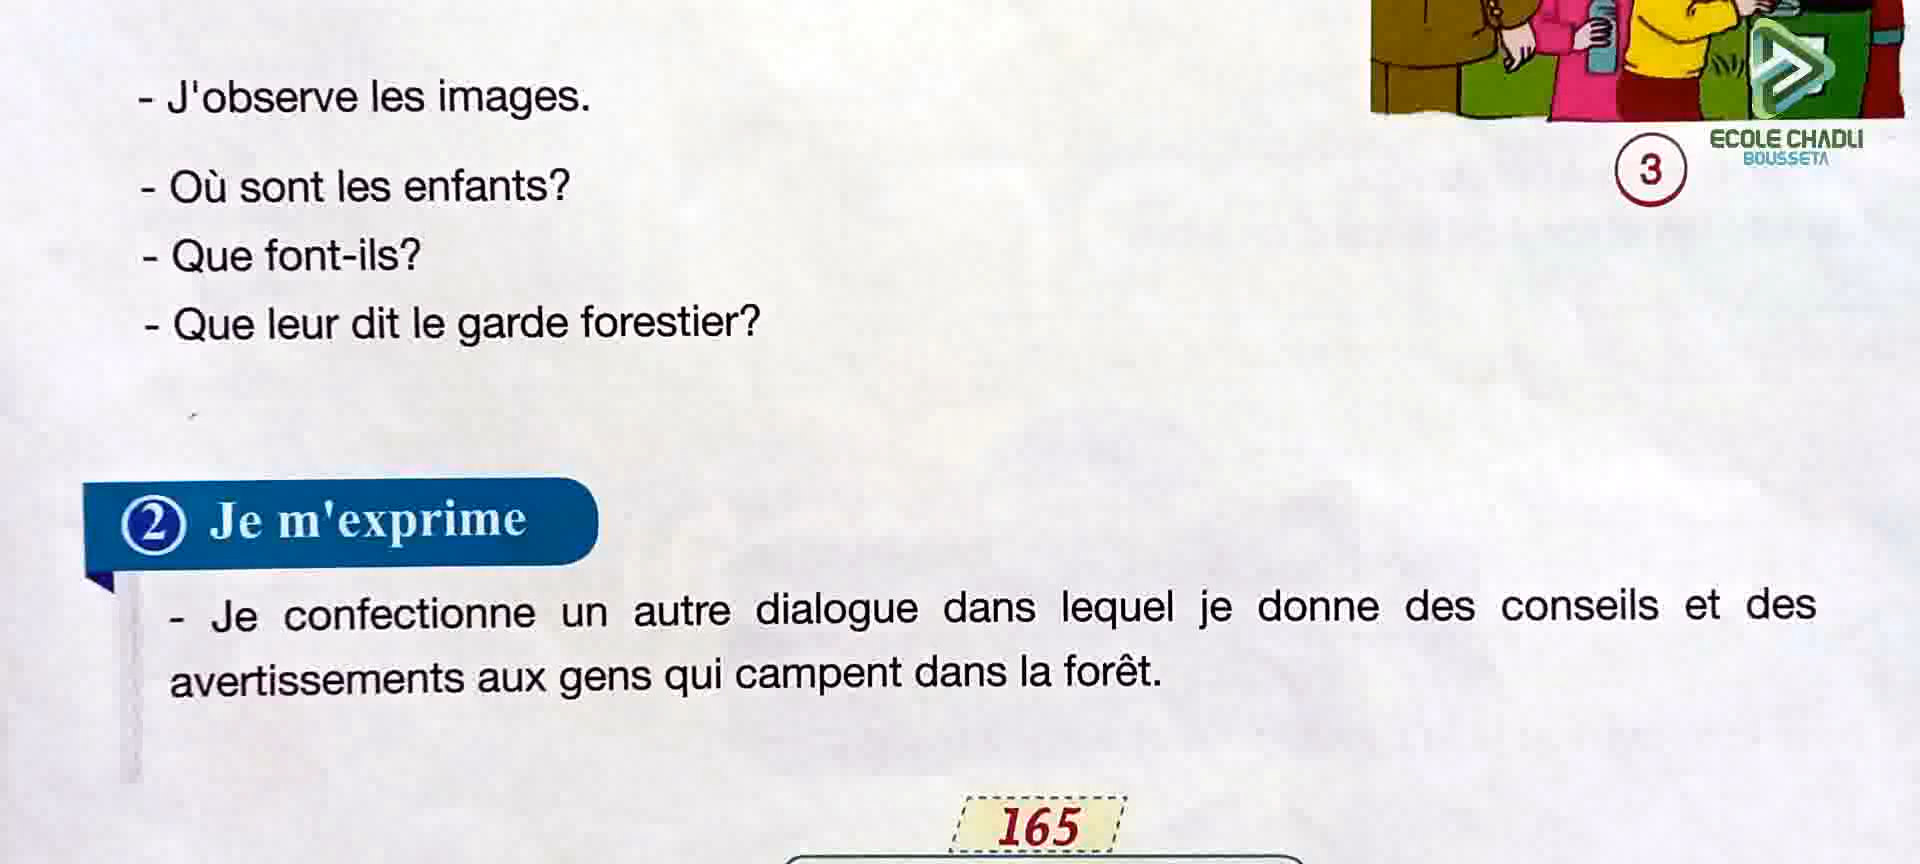 - J'observe les images.
ECOLE CHADLI
BOUSSETA
3
- Où sont les enfants?
- Que font-ils?
- Que leur dit le garde forestier?
2 Je m'exprime
- Je confectionne un autre dialogue dans lequel je donne des conseils et des
avertissements aux gens qui campent dans la forêt.
165